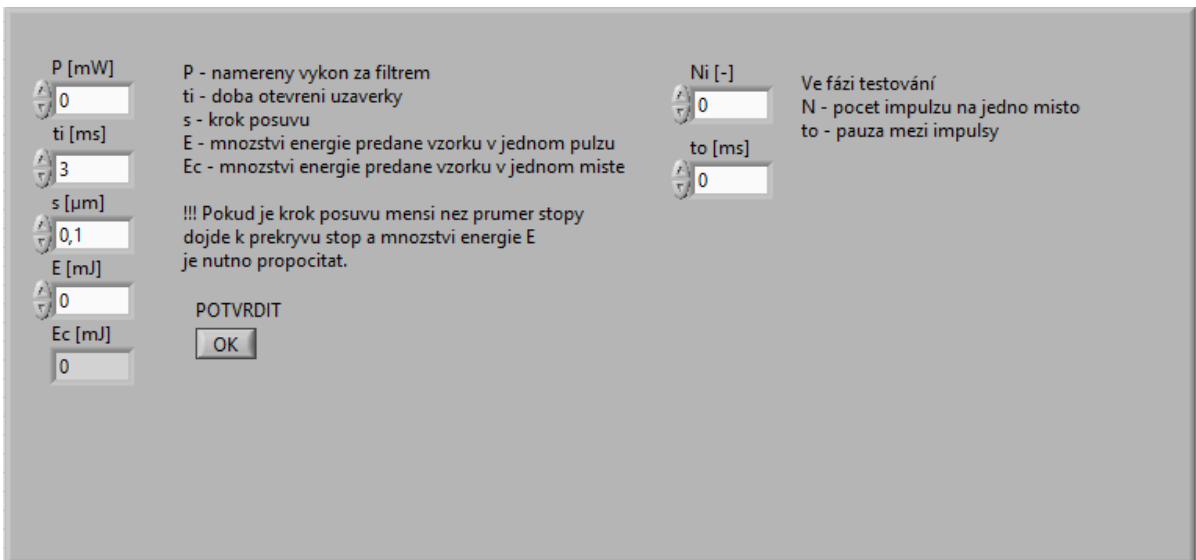 P [mW]
0
ti [ms]
3
s [µm]
0,1
E [mJ]
0
Ec [mJ]
0
P - namereny vykon za filtrem
ti - doba otevreni uzaverky
s - krok posuvu
E - mnozstvi energie predane vzorku v jednom pulzu
Ec - mnozstvi energie predane vzorku v jednom miste
!!! Pokud je krok posuvu mensi nez prumer stopy
dojde k prekryvu stop a mnozstvi energie E
je nutno propocitat.
POTVRDIT
OK
Ni [-]
0
to [ms]
0
Ve fázi testování
N - pocet impulzu na jedno misto
to - pauza mezi impulsy